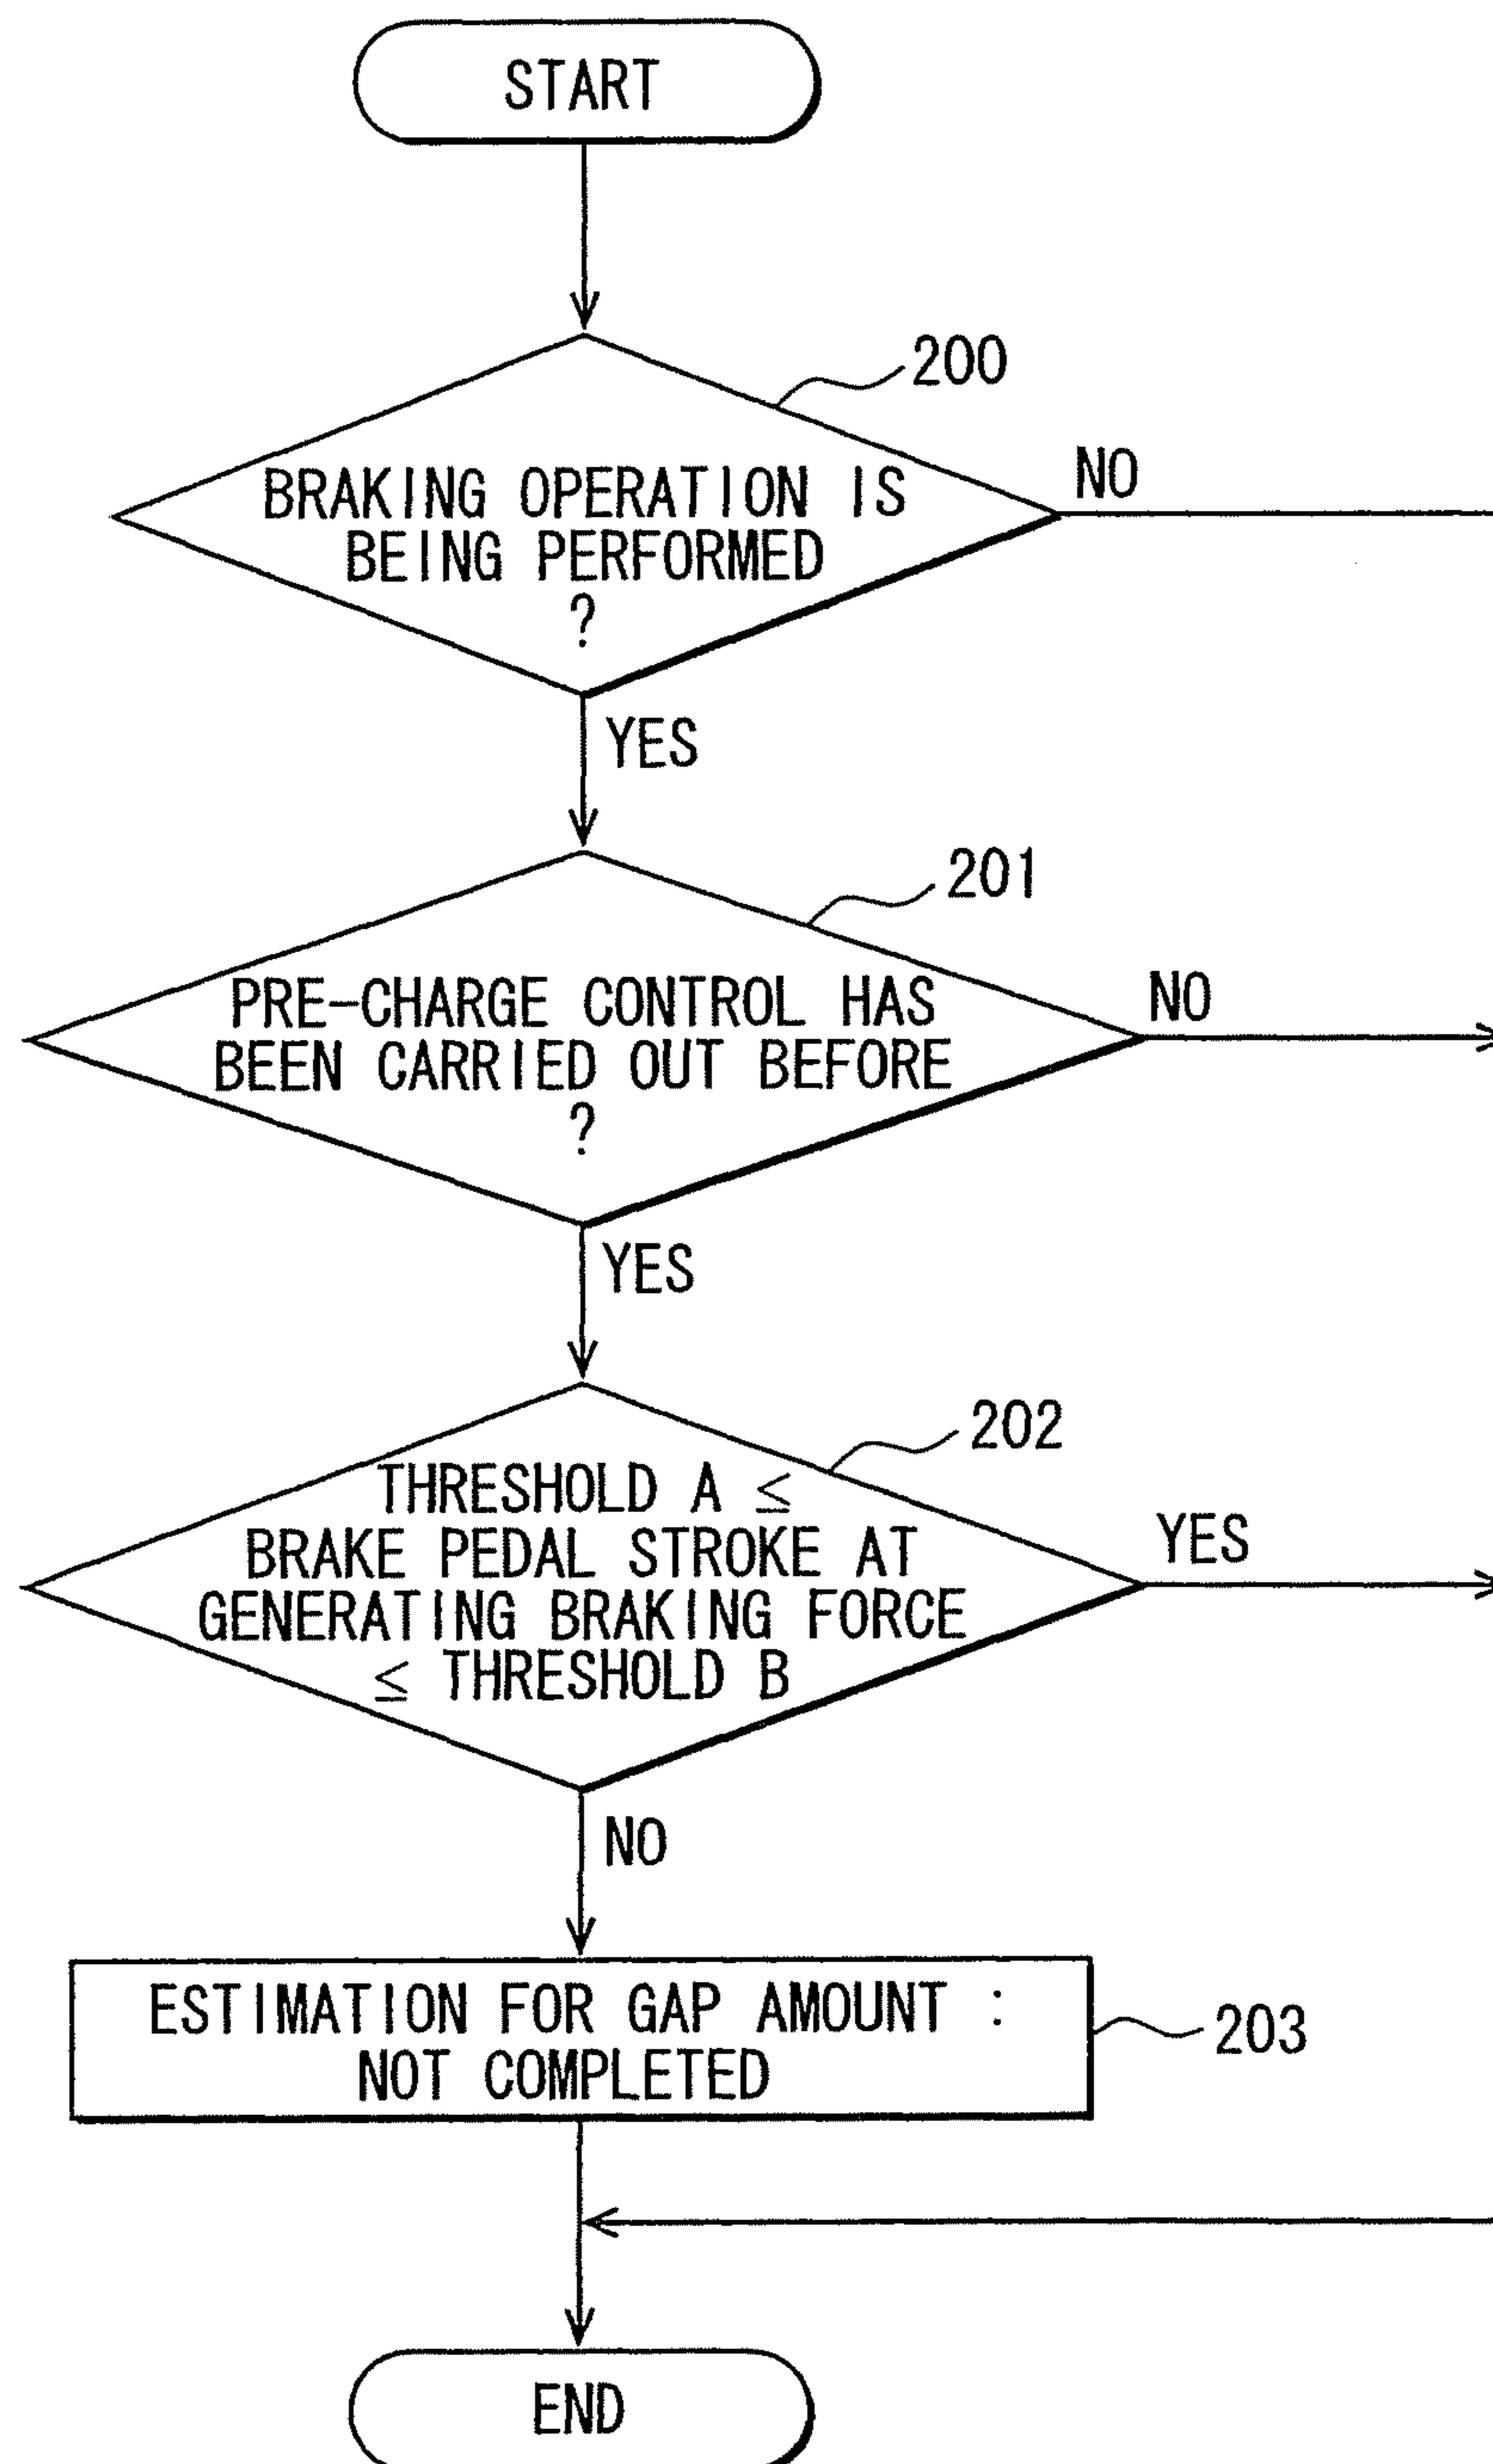 START
200
BRAKING OPERATION IS
BEING PERFORMED
?
NO
YES
201
PRE-CHARGE CONTROL HAS
BEEN CARRIED OUT BEFORE
?
NO
YES
202
THRESHOLD A ≤
BRAKE PEDAL STROKE AT
GENERATING BRAKING FORCE
≤ THRESHOLD B
YES
NO
ESTIMATION FOR GAP AMOUNT :
NOT COMPLETED
203
END